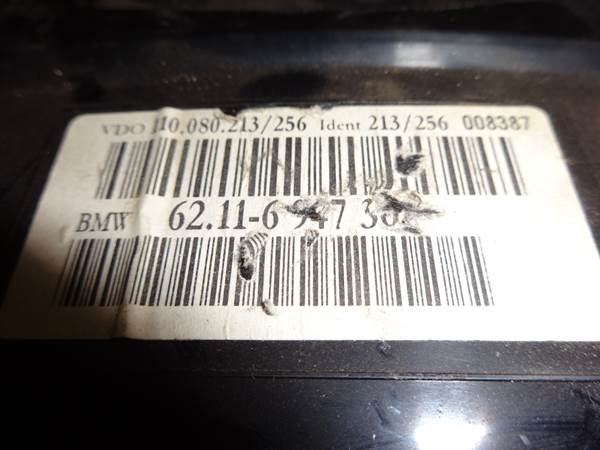 VDO 110.080.213/256 Ident 213/256 008387
BMW 62.11-6